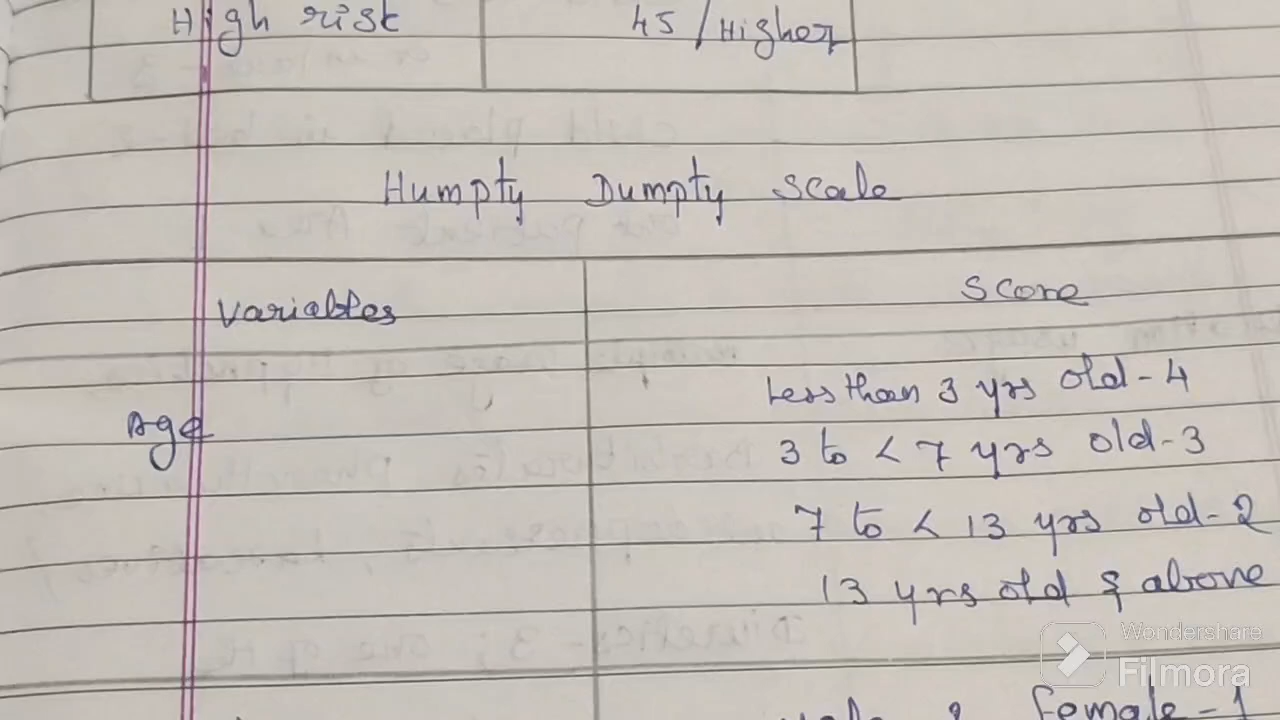 High risk 45/Higher
Humpty Dumpty Scale
Variables Score
Less than 3 yrs old-4
Age
3 to < 7 yrs old-3
7 to < 13 yrs old-2
13 yrs old & above
Wondershare
Filmora
Female-1